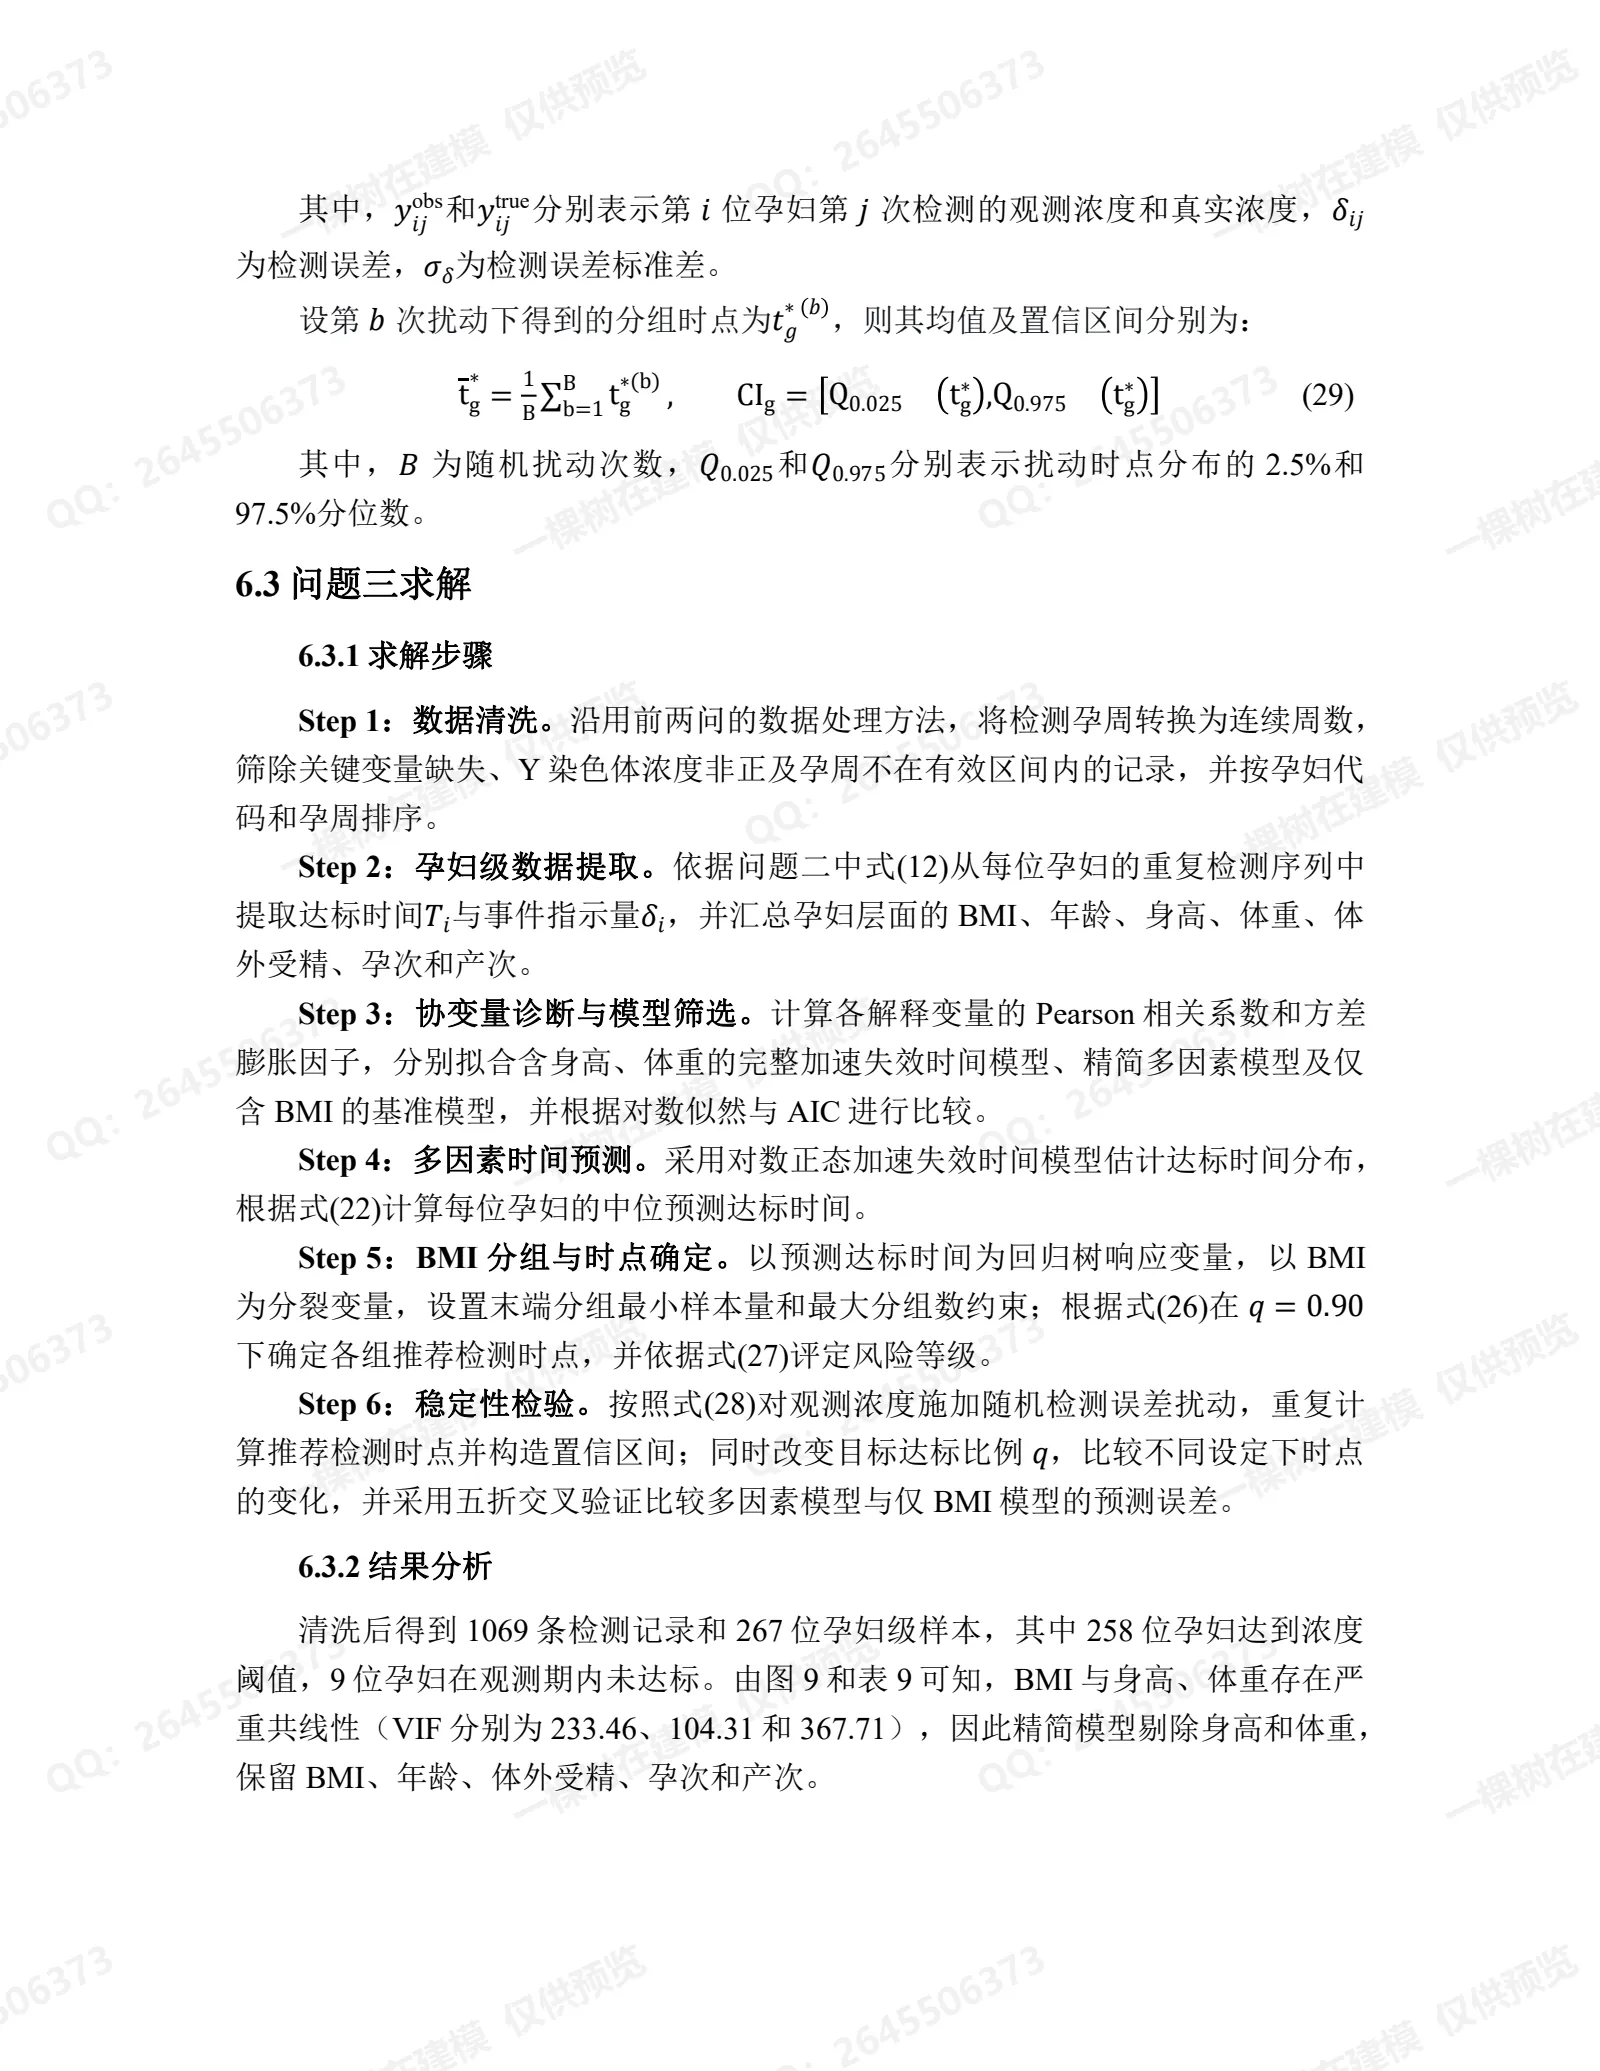 其中，y_{ij}^{obs}和y_{ij}^{true}分别表示第 i 位孕妇第 j 次检测的观测浓度和真实浓度，δ_{ij}
为检测误差，σ_δ为检测误差标准差。
设第 b 次扰动下得到的分组时点为t_g^{*(b)}，则其均值及置信区间分别为：
t̄_g^* = 1/B ∑_{b=1}^{B} t_g^{*(b)} ,  CI_g = [Q_{0.025} (t_g^*),Q_{0.975} (t_g^*)]  (29)
其中，B 为随机扰动次数，Q_{0.025}和Q_{0.975}分别表示扰动时点分布的 2.5%和
97.5%分位数。
6.3 问题三求解
6.3.1 求解步骤
Step 1：数据清洗。沿用前两问的数据处理方法，将检测孕周转换为连续周数，
筛除关键变量缺失、Y 染色体浓度非正及孕周不在有效区间内的记录，并按孕妇代
码和孕周排序。
Step 2：孕妇级数据提取。依据问题二中式(12)从每位孕妇的重复检测序列中
提取达标时间T_i与事件指示量δ_i，并汇总孕妇层面的 BMI、年龄、身高、体重、体
外受精、孕次和产次。
Step 3：协变量诊断与模型筛选。计算各解释变量的 Pearson 相关系数和方差
膨胀因子，分别拟合含身高、体重的完整加速失效时间模型、精简多因素模型及仅
含 BMI 的基准模型，并根据对数似然与 AIC 进行比较。
Step 4：多因素时间预测。采用对数正态加速失效时间模型估计达标时间分布，
根据式(22)计算每位孕妇的中位预测达标时间。
Step 5：BMI 分组与时点确定。以预测达标时间为回归树响应变量，以 BMI
为分裂变量，设置末端分组最小样本量和最大分组数约束；根据式(26)在 q = 0.90
下确定各组推荐检测时点，并依据式(27)评定风险等级。
Step 6：稳定性检验。按照式(28)对观测浓度施加随机检测误差扰动，重复计
算推荐检测时点并构造置信区间；同时改变目标达标比例 q，比较不同设定下时点
的变化，并采用五折交叉验证比较多因素模型与仅 BMI 模型的预测误差。
6.3.2 结果分析
清洗后得到 1069 条检测记录和 267 位孕妇级样本，其中 258 位孕妇达到浓度
阈值，9 位孕妇在观测期内未达标。由图 9 和表 9 可知，BMI 与身高、体重存在严
重共线性（VIF 分别为 233.46、104.31 和 367.71），因此精简模型剔除身高和体重，
保留 BMI、年龄、体外受精、孕次和产次。
一棵树在建模 仅供预览
QQ：2645506373